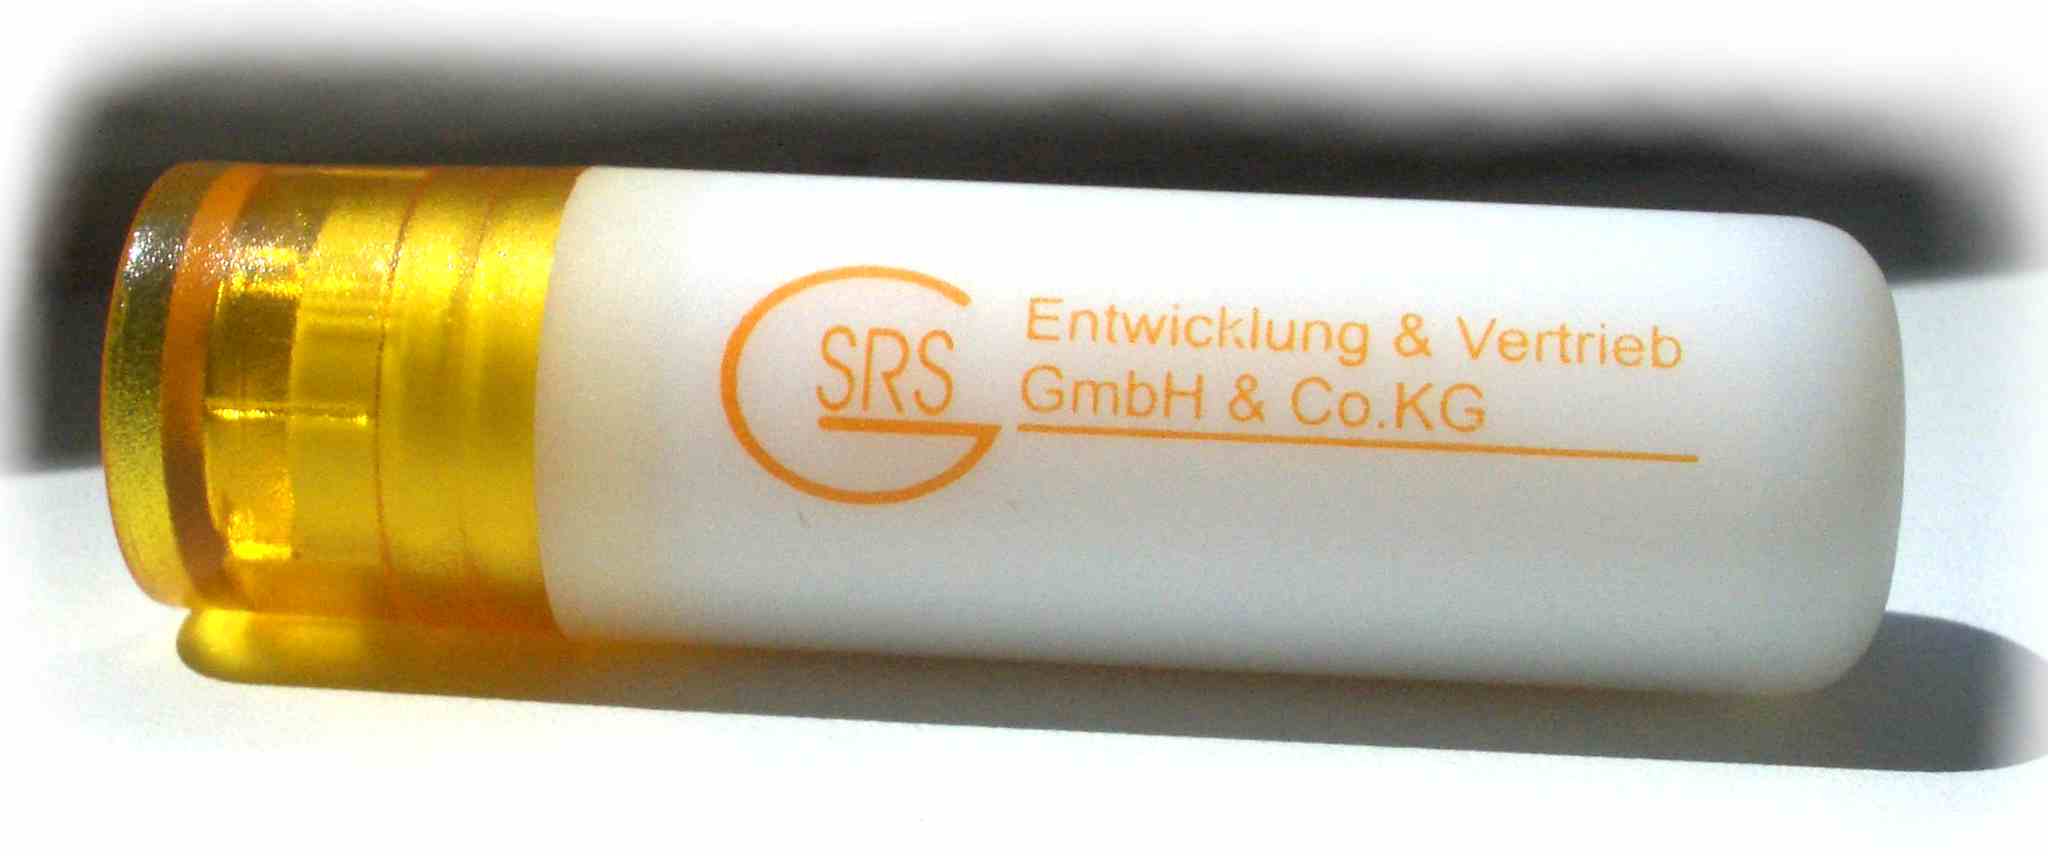 SRS
Entwicklung & Vertrieb
GmbH & Co.KG